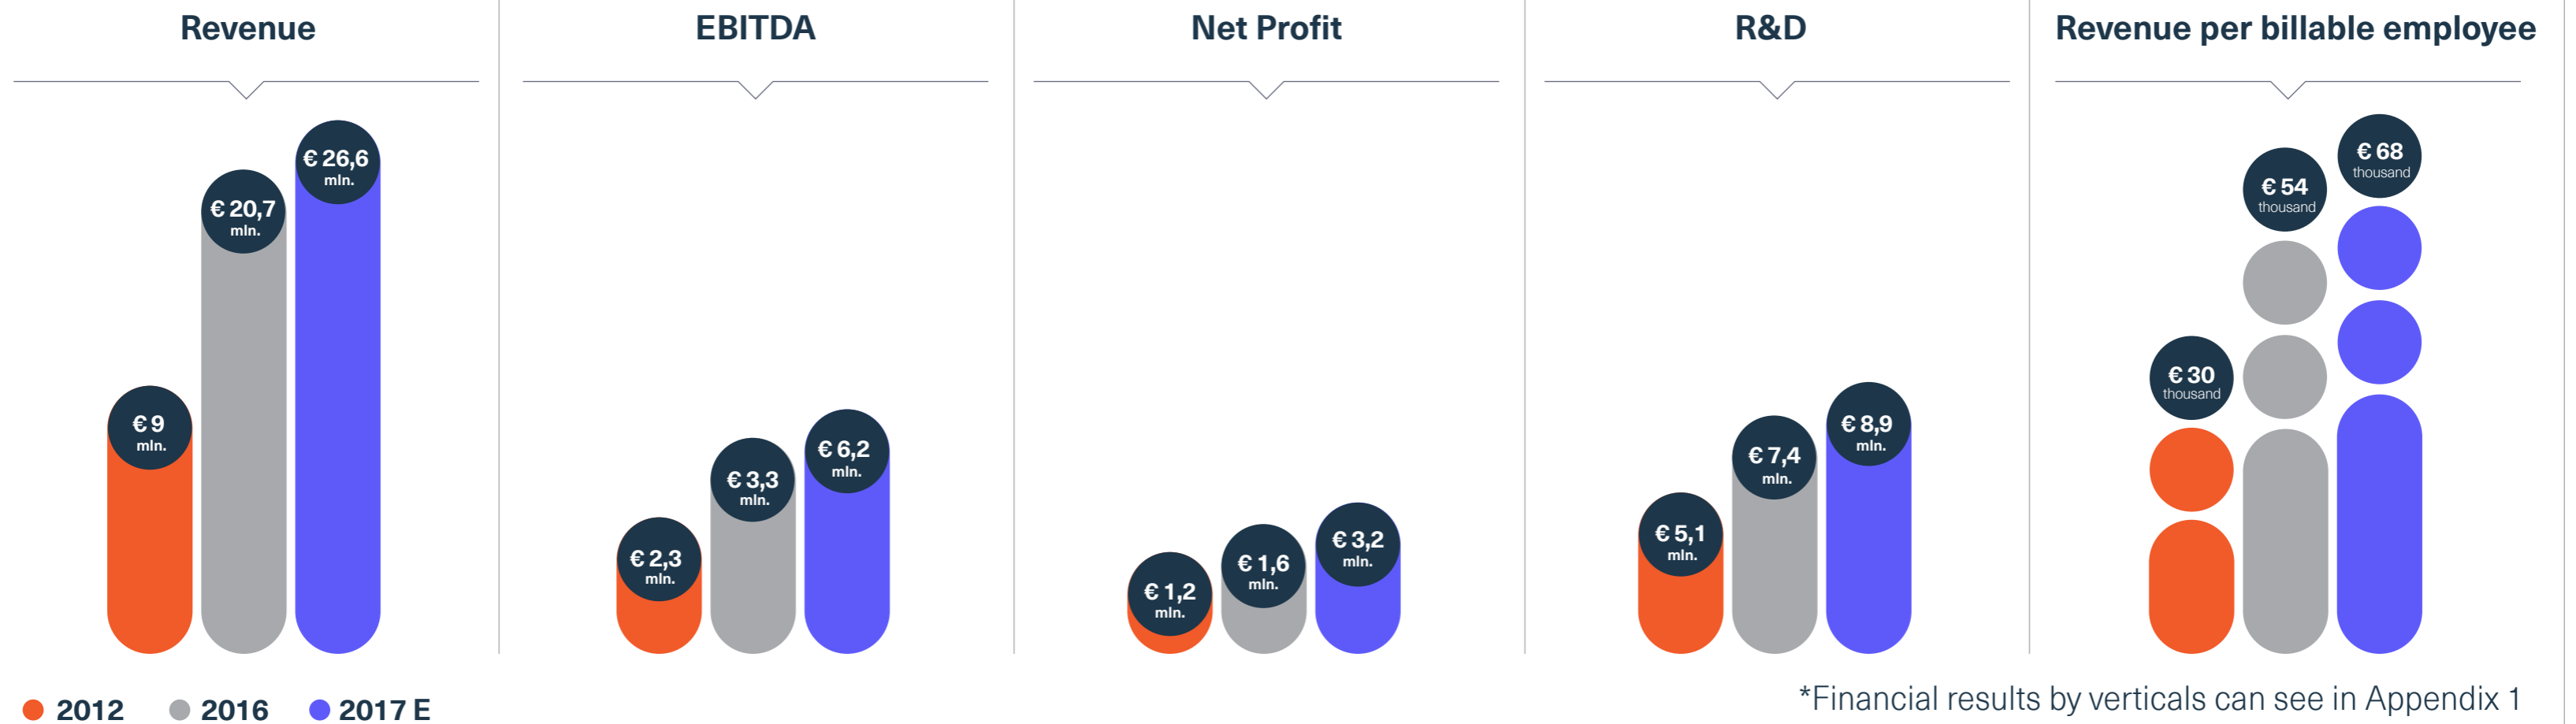 Revenue
€ 9
mln.
€ 20,7
mln.
€ 26,6
mln.
EBITDA
€ 2,3
mln.
€ 3,3
mln.
€ 6,2
mln.
Net Profit
€ 1,2
mln.
€ 1,6
mln.
€ 3,2
mln.
R&D
€ 5,1
mln.
€ 7,4
mln.
€ 8,9
mln.
Revenue per billable employee
€ 30
thousand
€ 54
thousand
€ 68
thousand
2012
2016
2017 E
*Financial results by verticals can see in Appendix 1